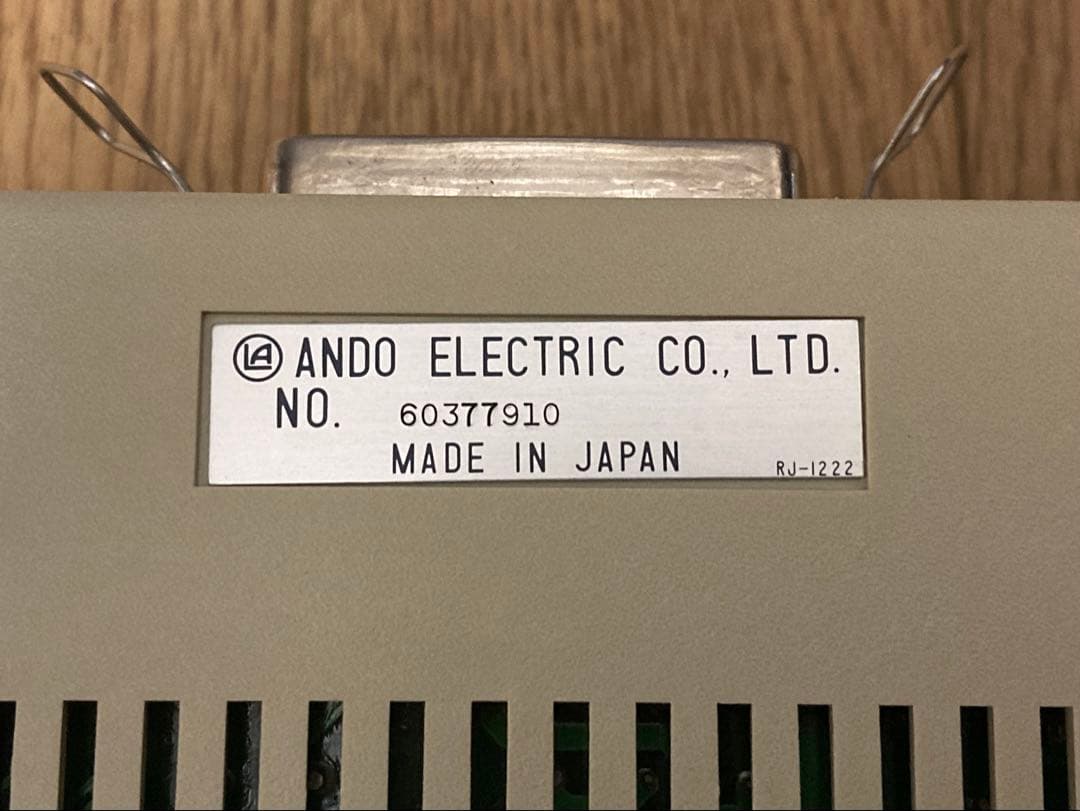 ANDO ELECTRIC CO., LTD.
NO. 60377910
MADE IN JAPAN
RJ-1222